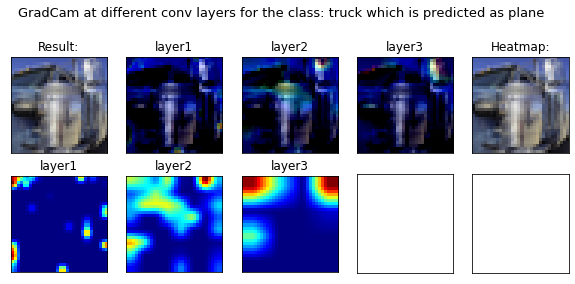 GradCam at different conv layers for the class: truck which is predicted as plane
Result:
layer1
layer2
layer3
Heatmap:
layer1
layer2
layer3